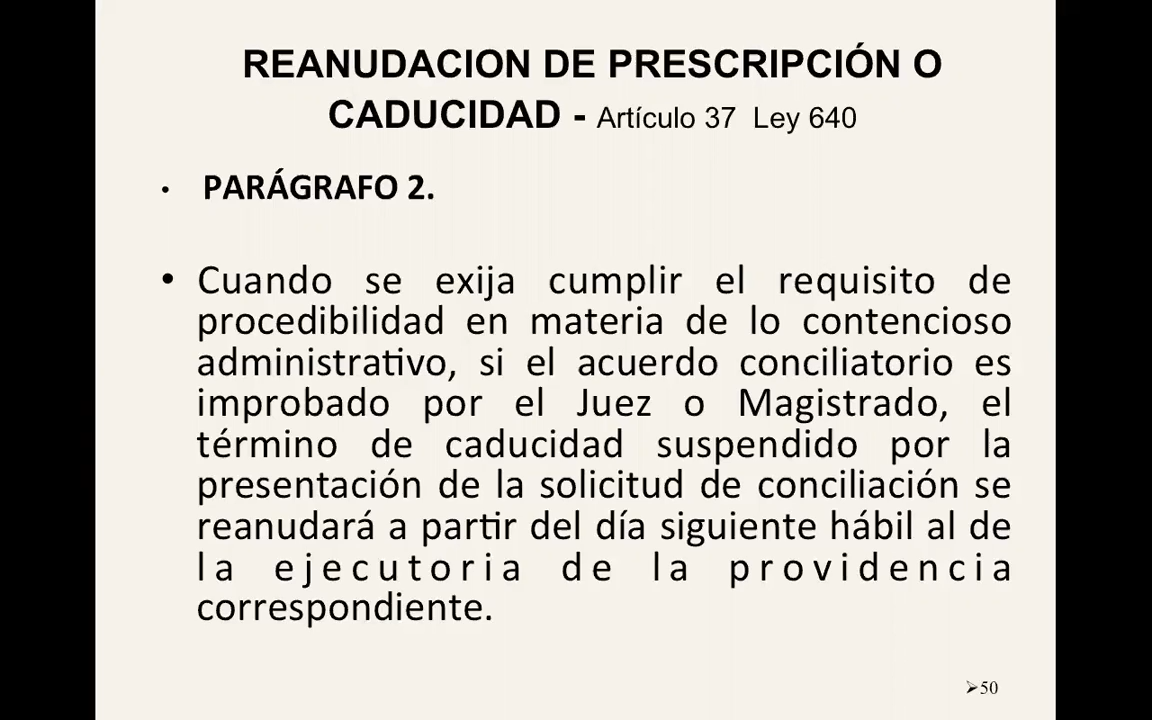 REANUDACION DE PRESCRIPCIÓN O
CADUCIDAD - Artículo 37 Ley 640
• PARÁGRAFO 2.
• Cuando se exija cumplir el requisito de
procedibilidad en materia de lo contencioso
administrativo, si el acuerdo conciliatorio es
improbado por el Juez o Magistrado, el
término de caducidad suspendido por la
presentación de la solicitud de conciliación se
reanudará a partir del día siguiente hábil al de
la ejecutoria de la providencia
correspondiente.
➢50